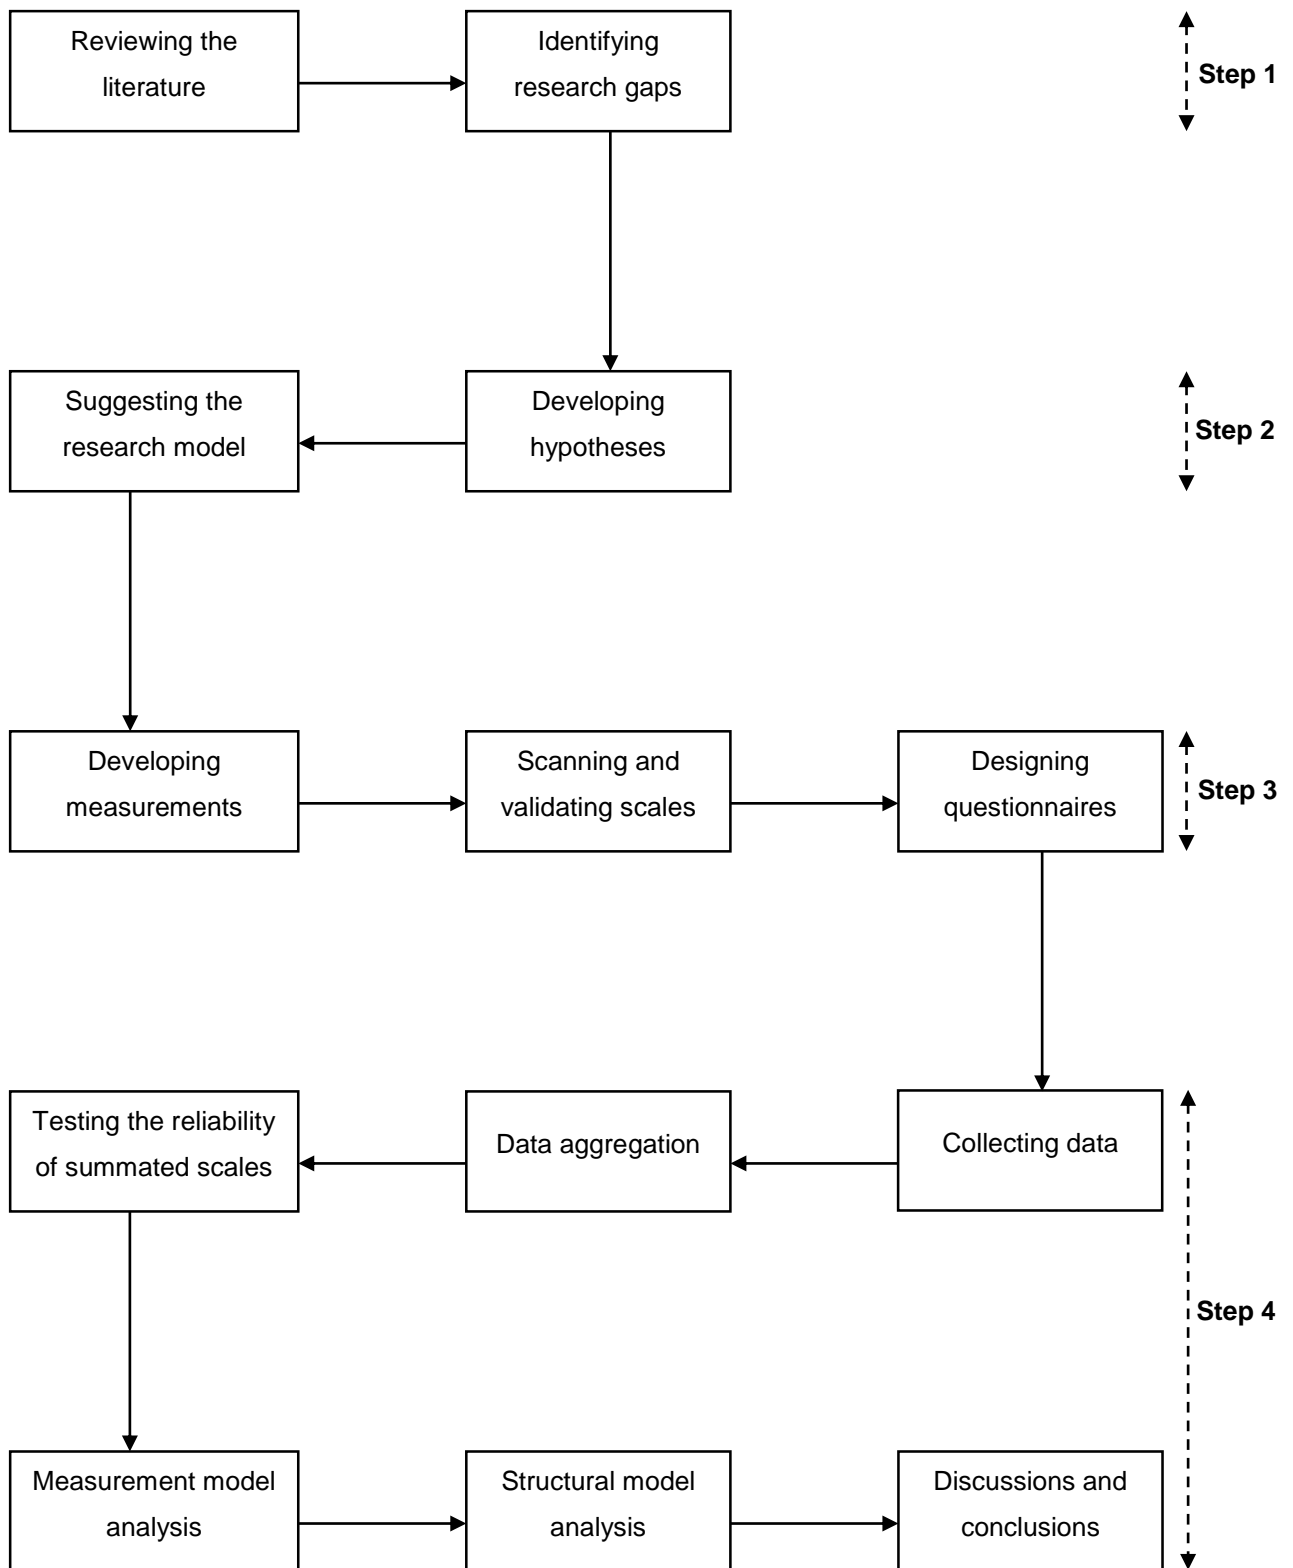 Reviewing the
literature
Identifying
research gaps
Step 1
Suggesting the
research model
Developing
hypotheses
Step 2
Developing
measurements
Scanning and
validating scales
Designing
questionnaires
Step 3
Testing the reliability
of summated scales
Data aggregation
Collecting data
Step 4
Measurement model
analysis
Structural model
analysis
Discussions and
conclusions